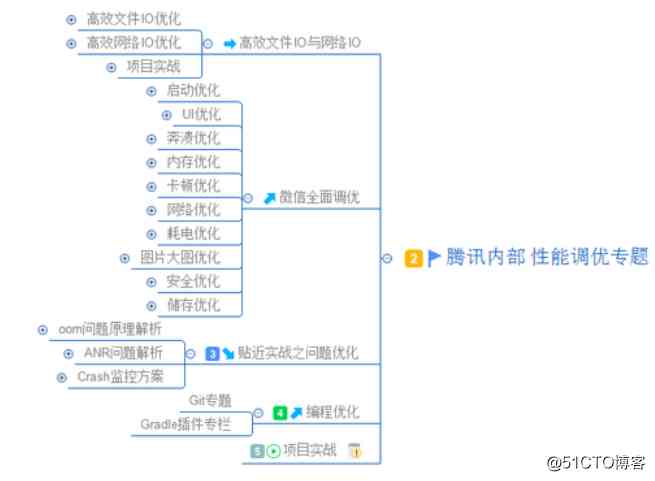 高效文件IO优化
高效网络IO优化
高效文件IO与网络IO
项目实战
启动优化
UI优化
奔溃优化
内存优化
卡顿优化
微信全面调优
网络优化
耗电优化
图片大图优化
2 腾讯内部 性能调优专题
安全优化
储存优化
oom问题原理解析
ANR问题解析
3 贴近实战之问题优化
Crash监控方案
Git专题
4 编程优化
Gradle插件专栏
5 项目实战
@51CTO博客